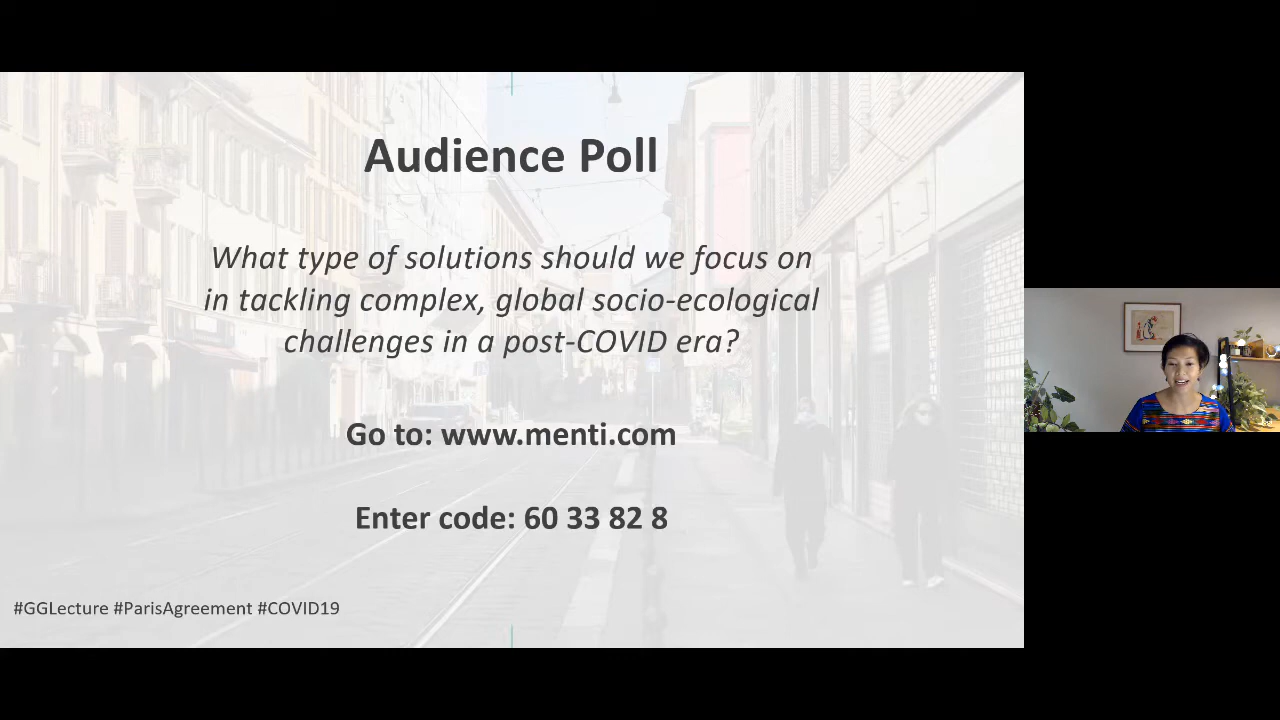 Audience Poll
What type of solutions should we focus on
in tackling complex, global socio-ecological
challenges in a post-COVID era?
Go to: www.menti.com
Enter code: 60 33 82 8
#GGLecture #ParisAgreement #COVID19